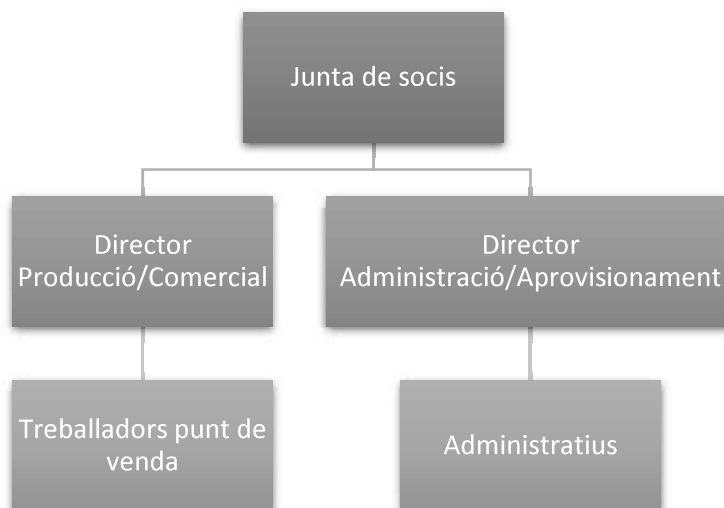 Junta de socis
Director
Producció/Comercial
Director
Administració/Aprovisionament
Treballadors punt de
venda
Administratius